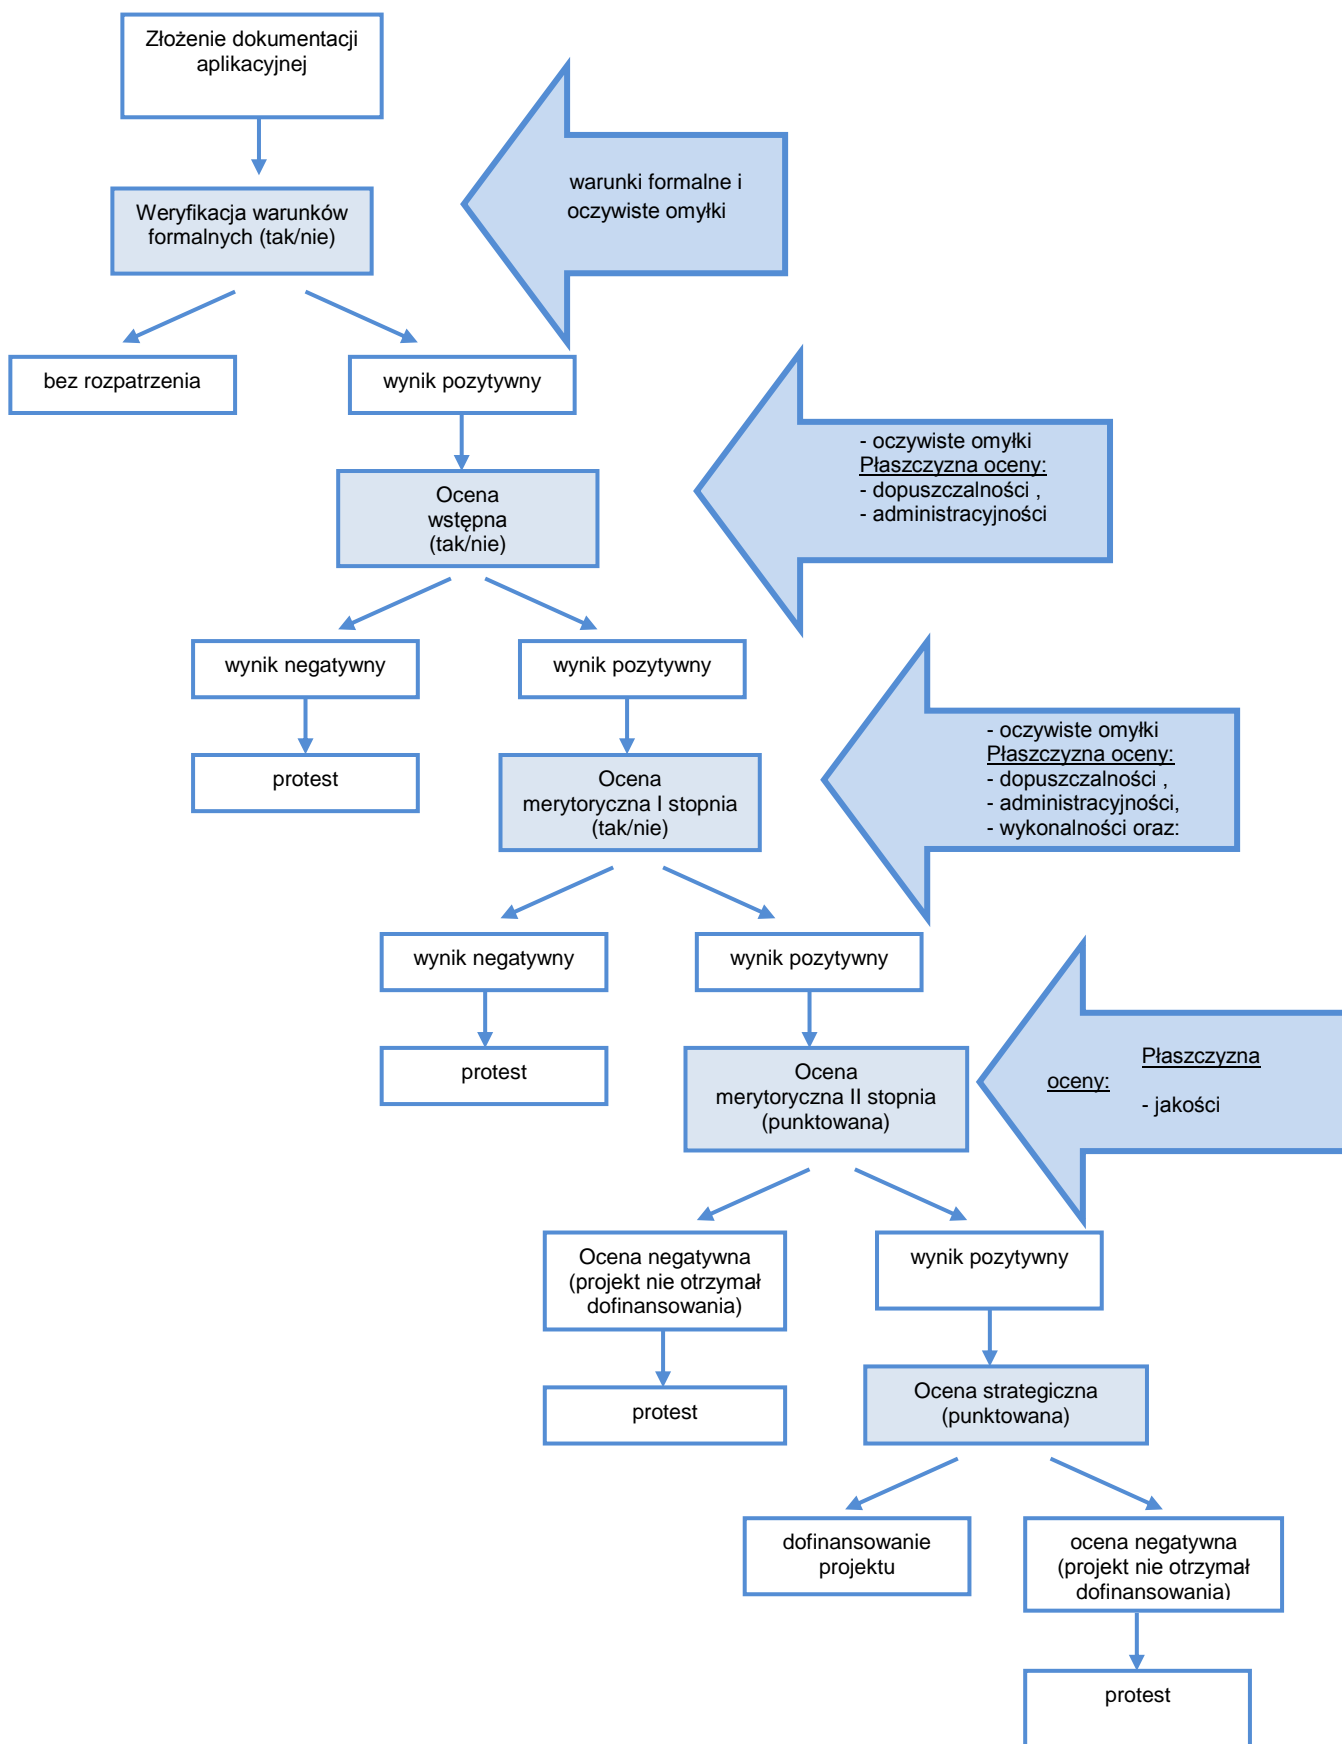 Złożenie dokumentacji
aplikacyjnej
warunki formalne i
oczywiste omyłki
Weryfikacja warunków
formalnych (tak/nie)
bez rozpatrzenia
wynik pozytywny
- oczywiste omyłki
Płaszczyzna oceny:
- dopuszczalności ,
- administracyjności
Ocena
wstępna
(tak/nie)
wynik negatywny
wynik pozytywny
- oczywiste omyłki
Płaszczyzna oceny:
- dopuszczalności ,
- administracyjności,
- wykonalności oraz:
protest
Ocena
merytoryczna I stopnia
(tak/nie)
wynik negatywny
wynik pozytywny
Płaszczyzna
oceny:
- jakości
protest
Ocena
merytoryczna II stopnia
(punktowana)
Ocena negatywna
(projekt nie otrzymał
dofinansowania)
wynik pozytywny
protest
Ocena strategiczna
(punktowana)
dofinansowanie
projektu
ocena negatywna
(projekt nie otrzymał
dofinansowania)
protest